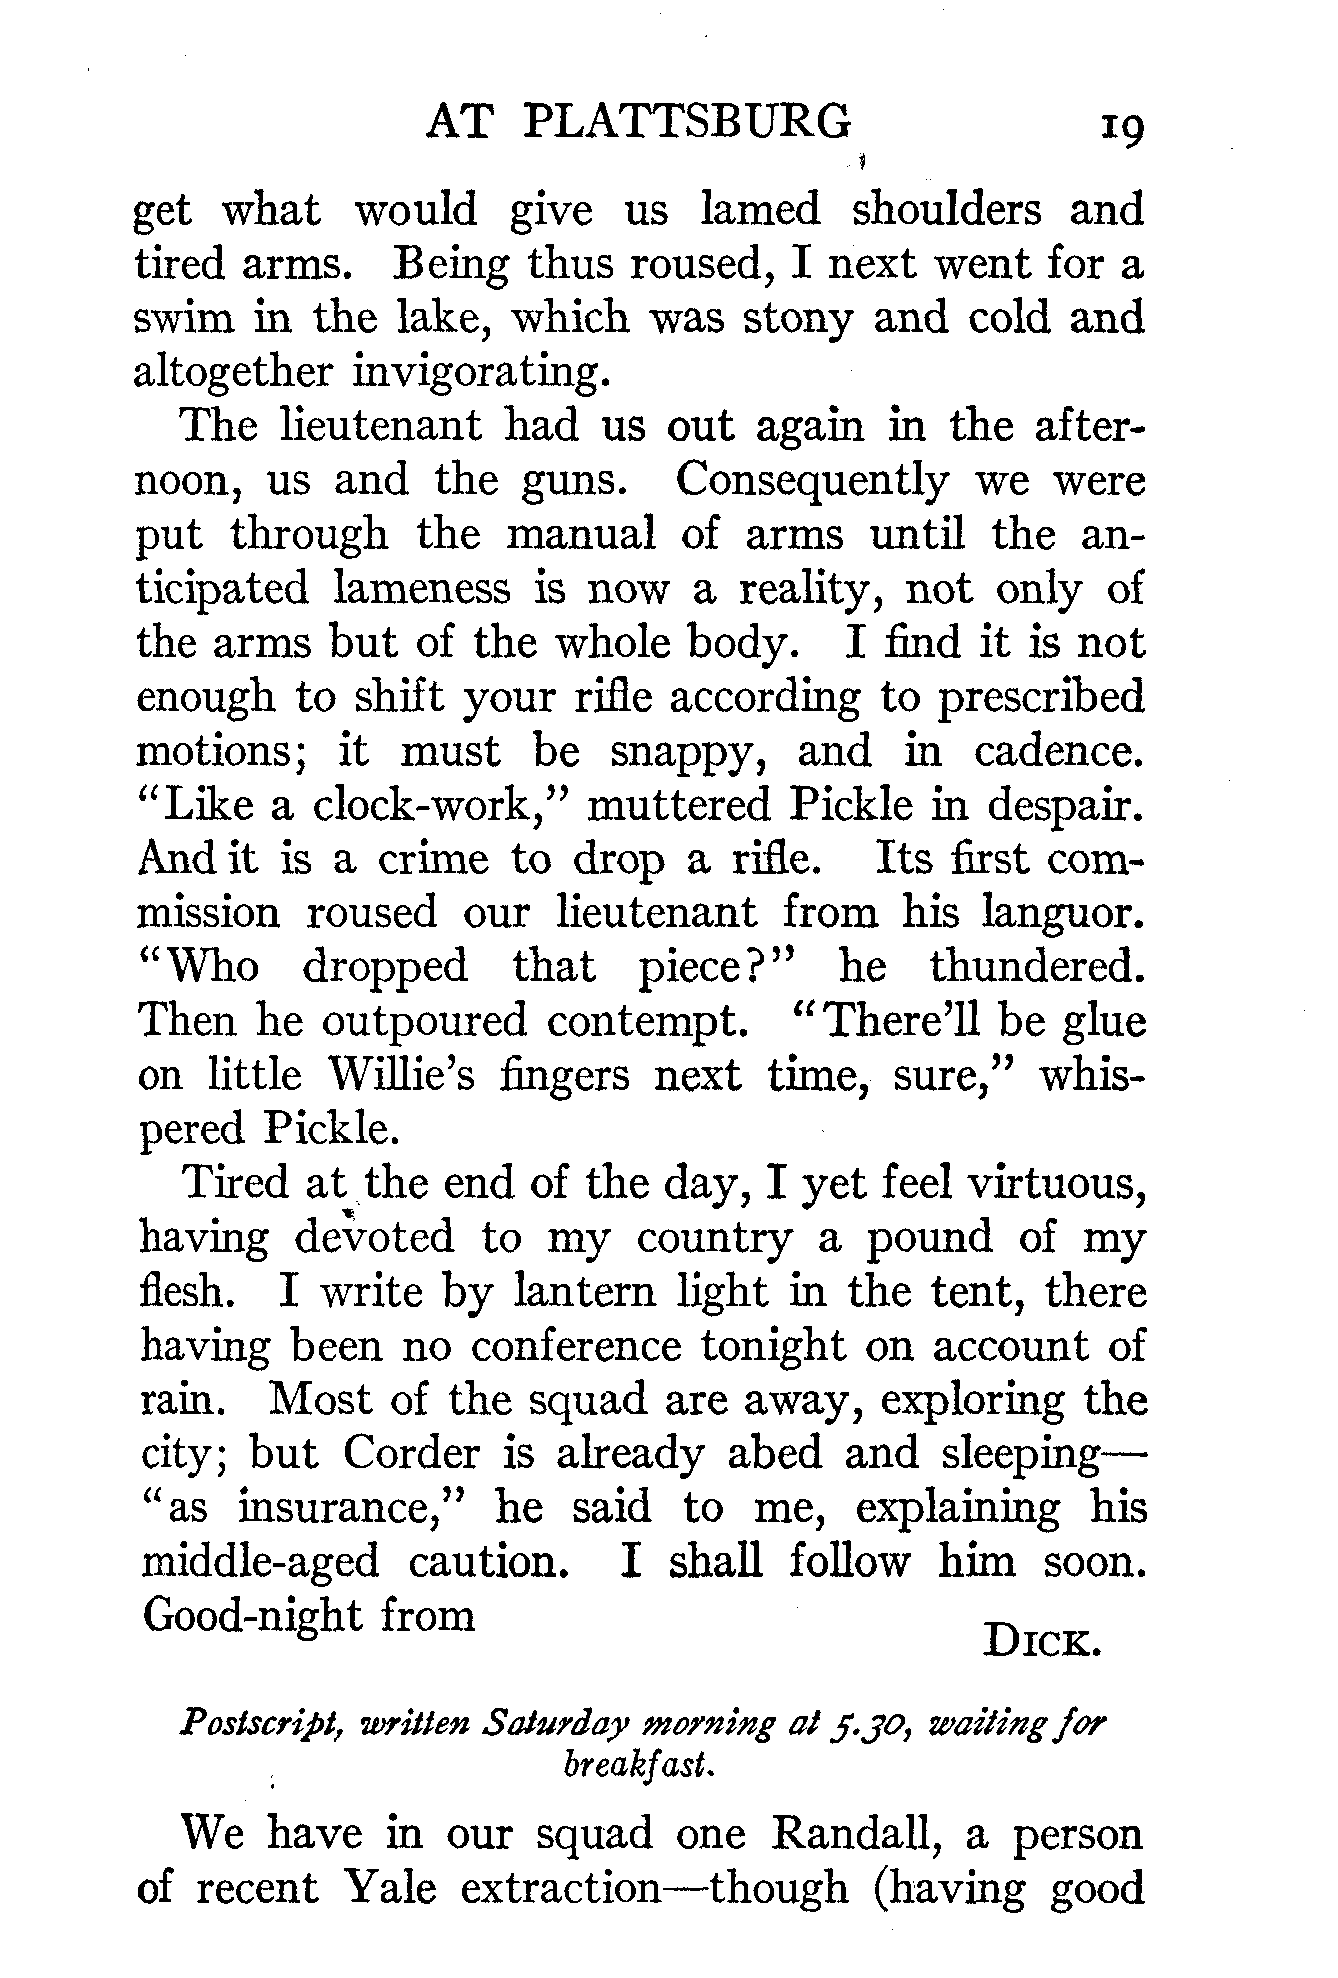 AT PLATTSBURG 19
get what would give us lamed shoulders and
tired arms. Being thus roused, I next went for a
swim in the lake, which was stony and cold and
altogether invigorating.
The lieutenant had us out again in the after-
noon, us and the guns. Consequently we were
put through the manual of arms until the an-
ticipated lameness is now a reality, not only of
the arms but of the whole body. I find it is not
enough to shift your rifle according to prescribed
motions; it must be snappy, and in cadence.
"Like a clock-work," muttered Pickle in despair.
And it is a crime to drop a rifle. Its first com-
mission roused our lieutenant from his languor.
"Who dropped that piece?" he thundered.
Then he outpoured contempt. "There'll be glue
on little Willie's fingers next time, sure," whis-
pered Pickle.
Tired at the end of the day, I yet feel virtuous,
having devoted to my country a pound of my
flesh. I write by lantern light in the tent, there
having been no conference tonight on account of
rain. Most of the squad are away, exploring the
city; but Corder is already abed and sleeping—
"as insurance," he said to me, explaining his
middle-aged caution. I shall follow him soon.
Good-night from
DICK.
Postscript, written Saturday morning at 5.30, waiting for
breakfast.
We have in our squad one Randall, a person
of recent Yale extraction—though (having good